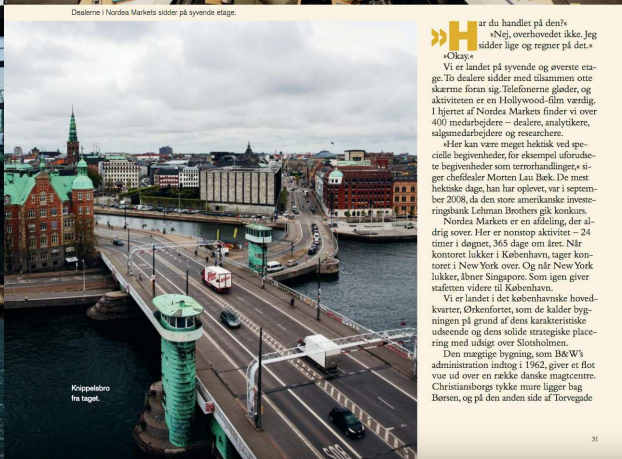 Dealerne i Nordea Markets sidder på syvende etage.
»Har du handlet på den?«
»Nej, overhovedet ikke. Jeg
sidder lige og regner på det.«
»Okay.«
Vi er landet på syvende og øverste eta-
ge. To dealere sidder med tilsammen otte
skærme foran sig. Telefonerne gløder, og
aktiviteten er en Hollywood-film værdig.
I hjertet af Nordea Markets finder vi over
400 medarbejdere – dealere, analytikere,
salgsmedarbejdere og researchere.
»Her kan være meget hektisk ved spe-
cielle begivenheder, for eksempel uforudse-
te begivenheder som terrorhandlinger,« si-
ger chefdealer Morten Lau Bæk. De mest
hektiske dage, han har oplevet, var i septem-
ber 2008, da den store amerikanske investe-
ringsbank Lehman Brothers gik konkurs.
Nordea Markets er en afdeling, der al-
drig sover. Her er nonstop aktivitet – 24
timer i døgnet, 365 dage om året. Når
kontoret lukker i København, tager kon-
toret i New York over. Og når New York
lukker, åbner Singapore. Som igen giver
stafetten videre til København.
Vi er landet i det københavnske hoved-
kvarter, Ørkenfortet, som de kalder byg-
ningen på grund af dens karakteristiske
udseende og dens solide strategiske place-
ring med udsigt over Slotsholmen.
Den mægtige bygning, som B&W's
administration indtog i 1962, giver et flot
vue ud over en række danske magtcentre.
Christiansborgs tykke mure ligger bag
Børsen, og på den anden side af Torvegade
Knippelsbro
fra taget.
31